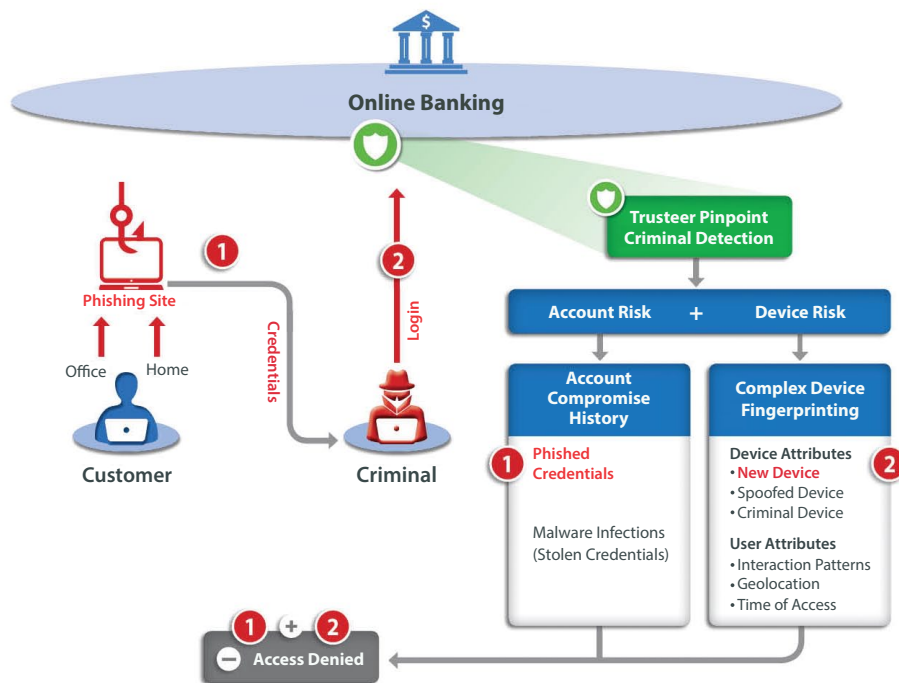 $
Online Banking
Trusteer Pinpoint
Criminal Detection
1
2
Phishing Site
Credentials
Login
Office
Home
Customer
Criminal
Account Risk + Device Risk
Account
Compromise
History
1
Phished
Credentials
Malware Infections
(Stolen Credentials)
Complex Device
Fingerprinting
2
Device Attributes
• New Device
• Spoofed Device
• Criminal Device
User Attributes
• Interaction Patterns
• Geolocation
• Time of Access
1 + 2
Access Denied